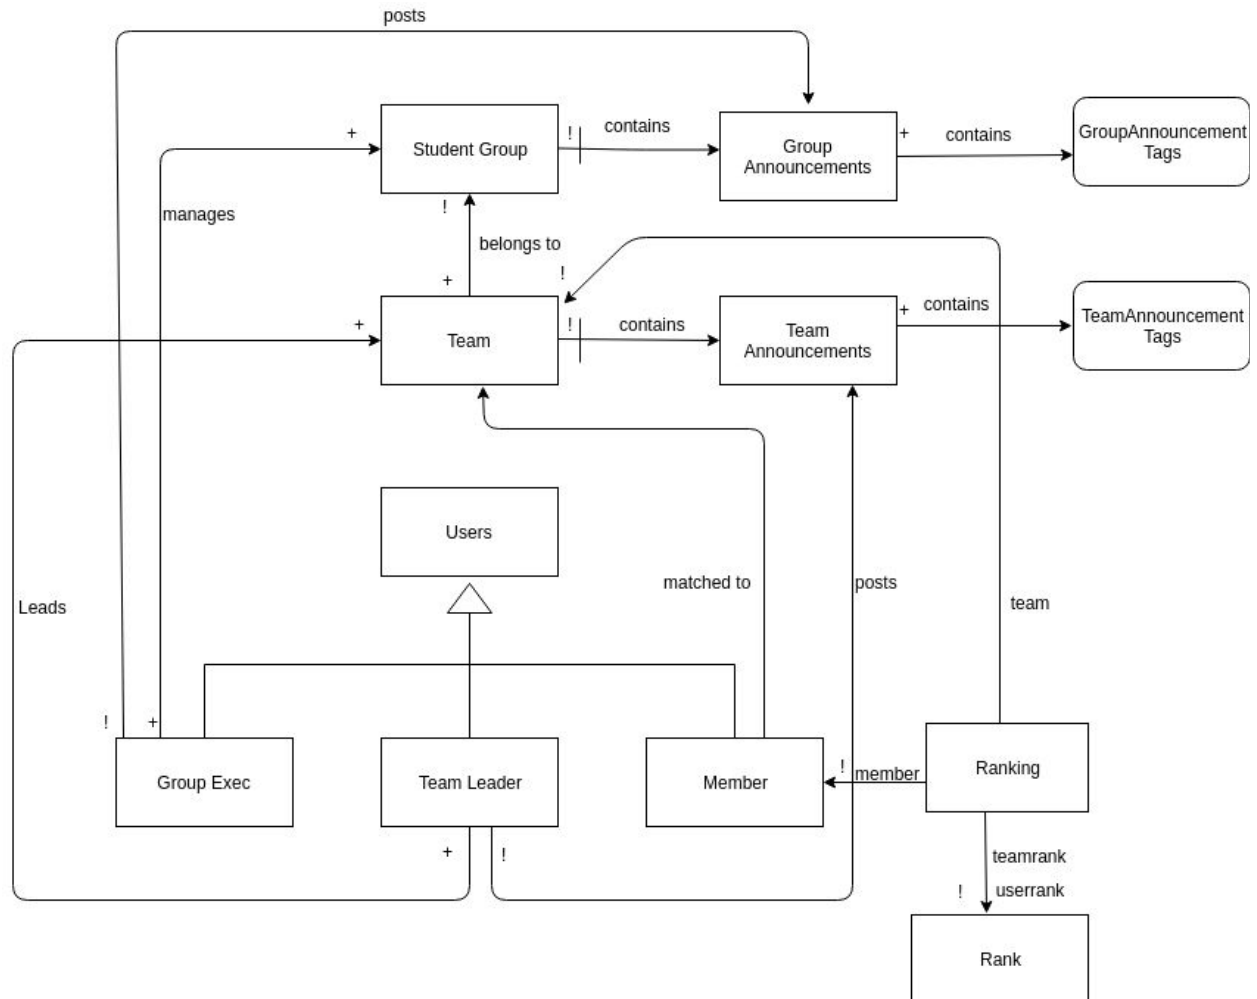 posts
+
Student Group
!
contains
Group
Announcements
+
contains
GroupAnnouncement
Tags
manages
!
belongs to
+
!
+
Team
!
contains
Team
Announcements
+
contains
TeamAnnouncement
Tags
Users
Leads
matched to
posts
team
!
+
Group Exec
Team Leader
Member
!
member
Ranking
+
!
teamrank
!
userrank
Rank